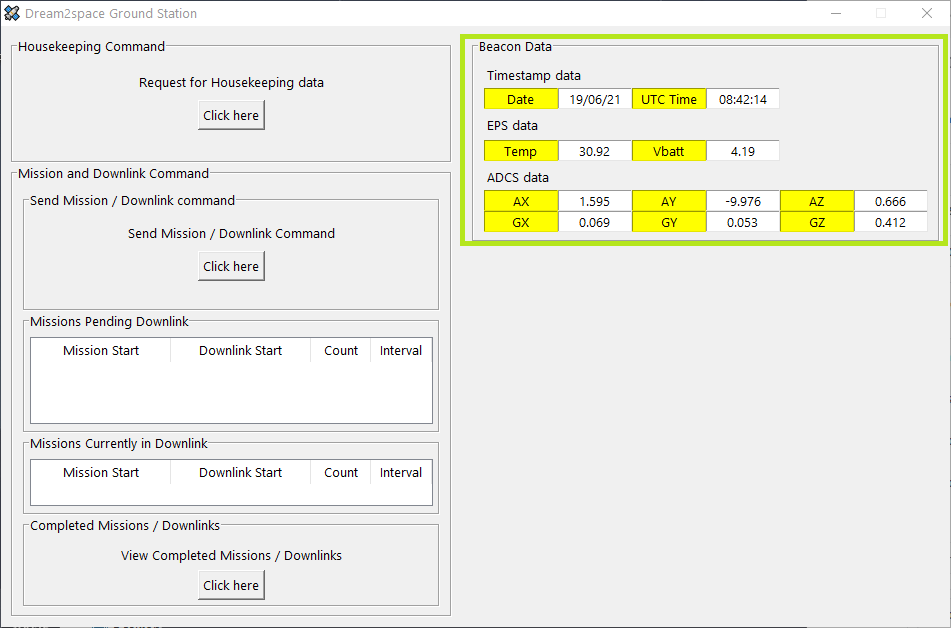 Dream2space Ground Station
Housekeeping Command
Request for Housekeeping data
Click here
Mission and Downlink Command
Send Mission / Downlink command
Send Mission / Downlink Command
Click here
Missions Pending Downlink
Mission Start Downlink Start Count Interval
Missions Currently in Downlink
Mission Start Downlink Start Count Interval
Completed Missions / Downlinks
View Completed Missions / Downlinks
Click here
Beacon Data
Timestamp data
Date 19/06/21 UTC Time 08:42:14
EPS data
Temp 30.92 Vbatt 4.19
ADCS data
AX 1.595 AY -9.976 AZ 0.666
GX 0.069 GY 0.053 GZ 0.412